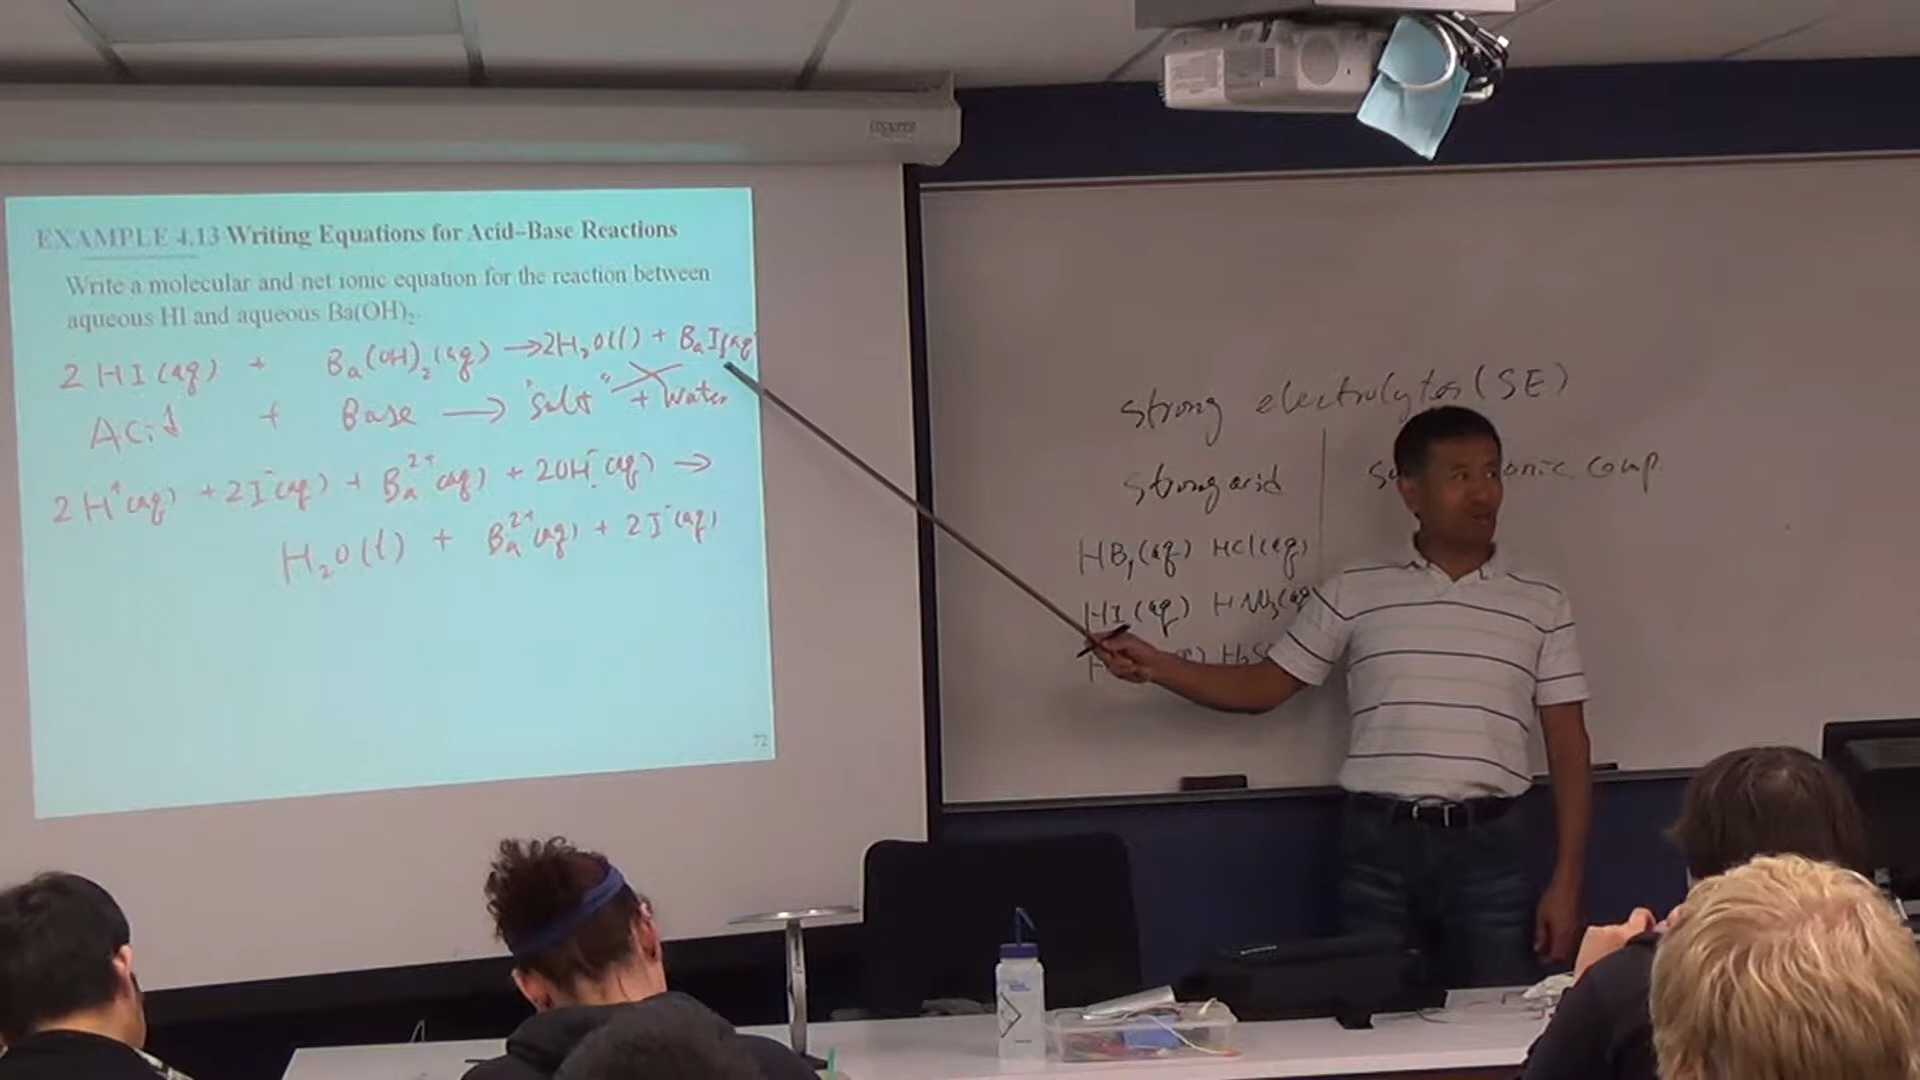 EXAMPLE 4.13 Writing Equations for Acid–Base Reactions
Write a molecular and net ionic equation for the reaction between
aqueous HI and aqueous Ba(OH)₂.
2 HI (aq) + Ba(OH)₂(aq) → 2H₂O(l) + BaI₂(aq
Acid + Base → "Salt" + Water
2H⁺(aq) + 2I⁻(aq) + Ba²⁺(aq) + 2OH⁻(aq) →
H₂O(l) + Ba²⁺(aq) + 2I⁻(aq)
72
strong electrolytes (SE)
strong acid
onic comp.
HBr(aq) HCl(aq)
HI(aq) HNO₃(aq